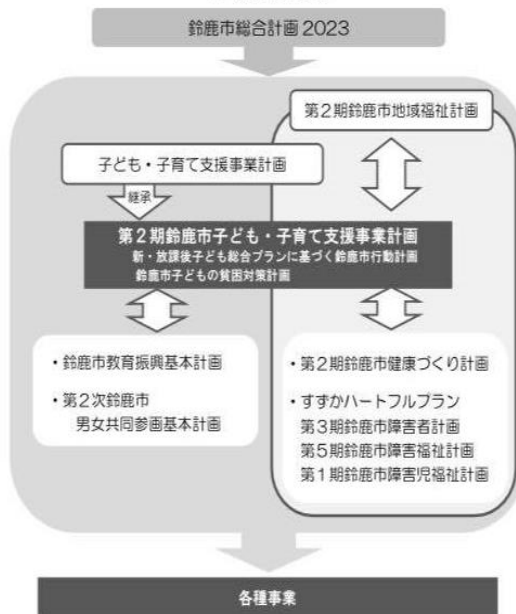 鈴鹿市総合計画2023
第2期鈴鹿市地域福祉計画
子ども・子育て支援事業計画
継承
第2期鈴鹿市子ども・子育て支援事業計画
新・放課後子ども総合プランに基づく鈴鹿市行動計画
鈴鹿市子どもの貧困対策計画
・鈴鹿市教育振興基本計画
・第2次鈴鹿市
男女共同参画基本計画
・第2期鈴鹿市健康づくり計画
・すずかハートフルプラン
第3期鈴鹿市障害者計画
第5期鈴鹿市障害福祉計画
第1期鈴鹿市障害児福祉計画
各種事業